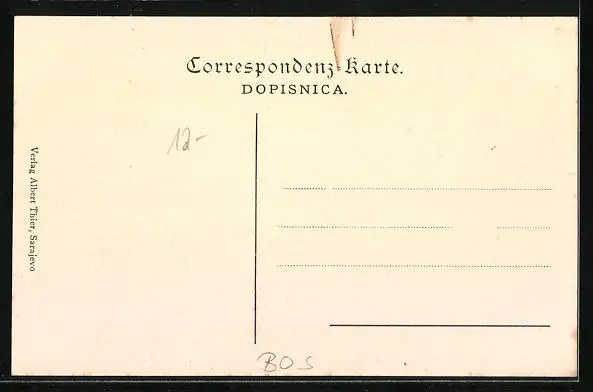 Correspondenz-Karte.
DOPISNICA.
12-
Verlag Albert Thier, Sarajevo
BOS